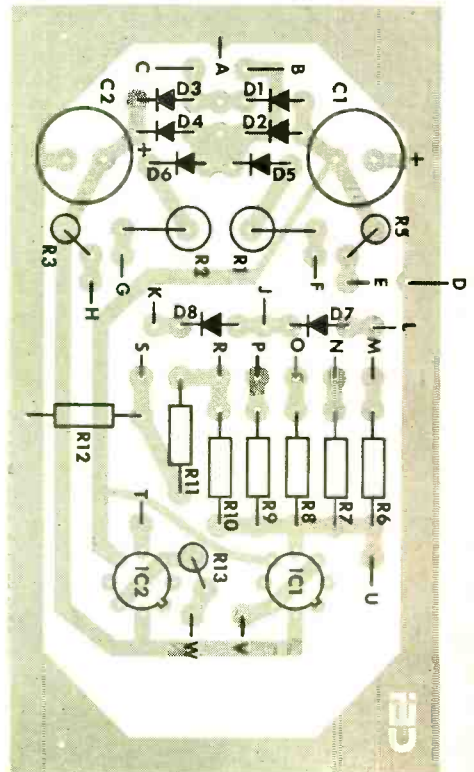 C A B
C2 D3 D1 C1
D4 D2
+ D6 D5 +
R3 R2 R1 R5
H G F E D
K D8 J D7 L
S R P O N M
R12 R11 R10 R9 R8 R7 R6
T R13 U
IC2 IC1
W V